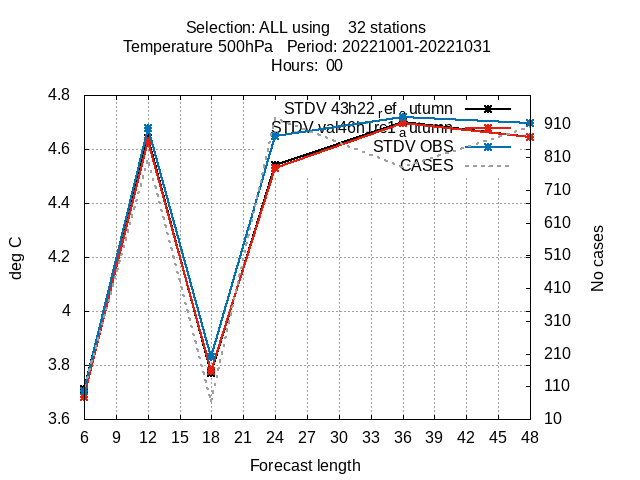 Selection: ALL using    32 stations
Temperature 500hPa   Period: 20221001-20221031
Hours:  00
STDV 43h22
STDV OBS
CASES
4.8
4.6
4.4
4.2
4
3.8
3.6
910
810
710
610
510
410
310
210
110
10
deg C
No cases
6 9 12 15 18 21 24 27 30 33 36 39 42 45 48
Forecast length